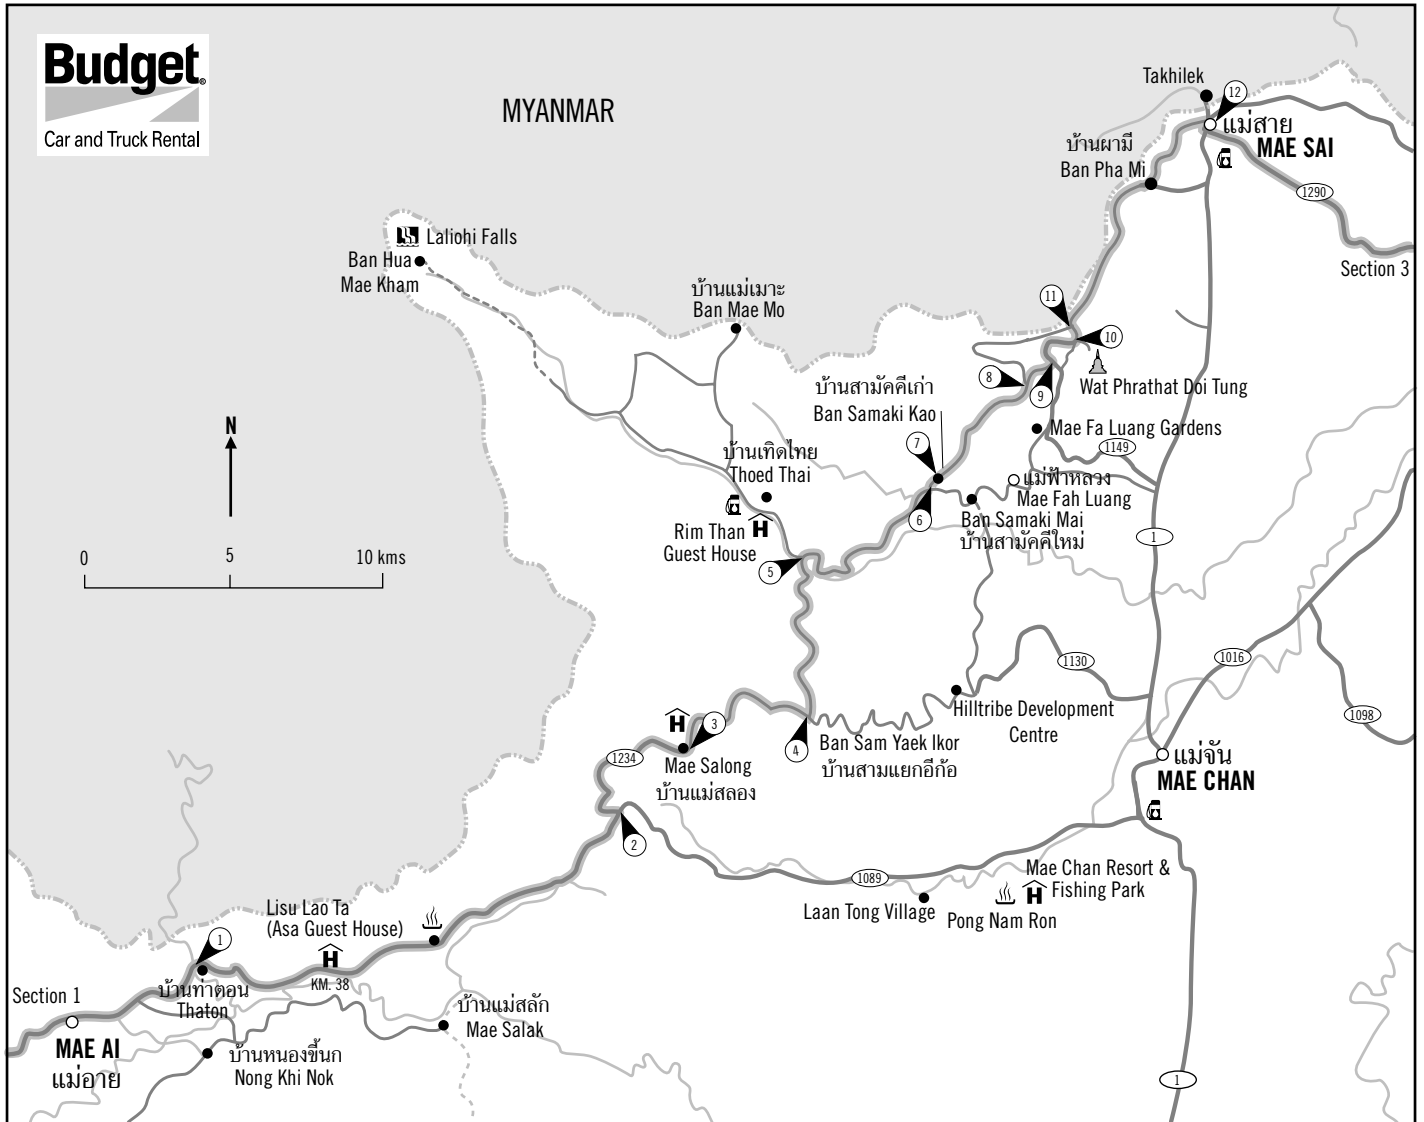 Budget
Car and Truck Rental
MYANMAR
Takhilek
12
แม่สาย
MAE SAI
บ้านผามี
Ban Pha Mi
1290
Section 3
Laliohi Falls
Ban Hua
Mae Kham
บ้านแม่เมาะ
Ban Mae Mo
11
10
8
9
Wat Phrathat Doi Tung
บ้านสามัคคีเก่า
Ban Samaki Kao
N
Mae Fa Luang Gardens
7
1149
บ้านเทิดไทย
Thoed Thai
แม่ฟ้าหลวง
Mae Fah Luang
6
Ban Samaki Mai
บ้านสามัคคีใหม่
Rim Than
Guest House
1
0
5
10 kms
5
1130
1016
Hilltribe Development
Centre
1098
3
4
Ban Sam Yaek Ikor
บ้านสามแยกอีก้อ
1234
Mae Salong
บ้านแม่สลอง
แม่จัน
MAE CHAN
2
1089
Mae Chan Resort &
Fishing Park
Laan Tong Village
Pong Nam Ron
Lisu Lao Ta
(Asa Guest House)
1
KM. 38
Section 1
บ้านท่าตอน
Thaton
บ้านแม่สลัก
Mae Salak
MAE AI
แม่อาย
บ้านหนองขี้นก
Nong Khi Nok
1